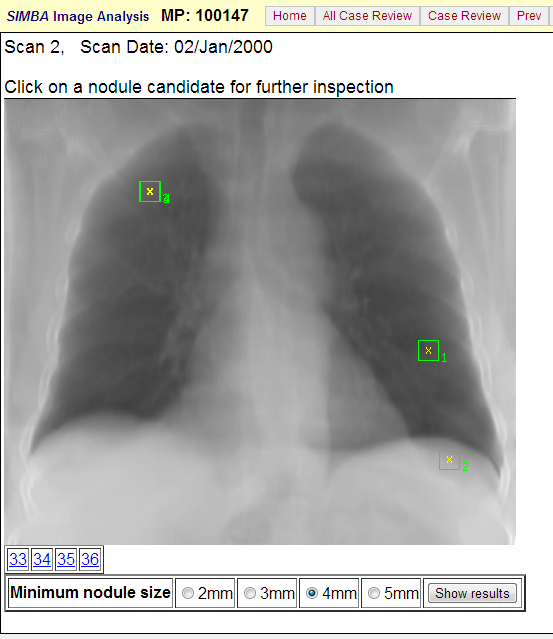 SIMBA Image Analysis MP: 100147 Home All Case Review Case Review Prev
Scan 2, Scan Date: 02/Jan/2000
Click on a nodule candidate for further inspection
x
x 1
x 2
33 34 35 36
Minimum nodule size 2mm 3mm 4mm 5mm Show results